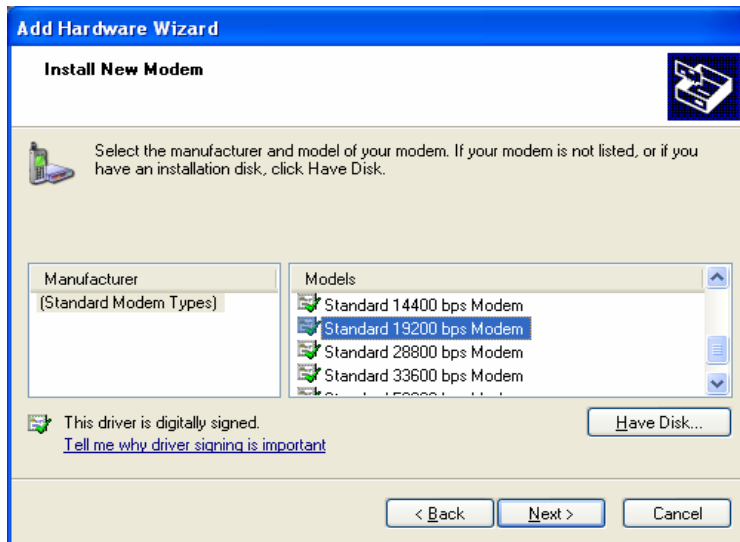 Add Hardware Wizard
Install New Modem
Select the manufacturer and model of your modem. If your modem is not listed, or if you
have an installation disk, click Have Disk.
Manufacturer
(Standard Modem Types)
Models
Standard 14400 bps Modem
Standard 19200 bps Modem
Standard 28800 bps Modem
Standard 33600 bps Modem
This driver is digitally signed.
Tell me why driver signing is important
Have Disk...
< Back
Next >
Cancel